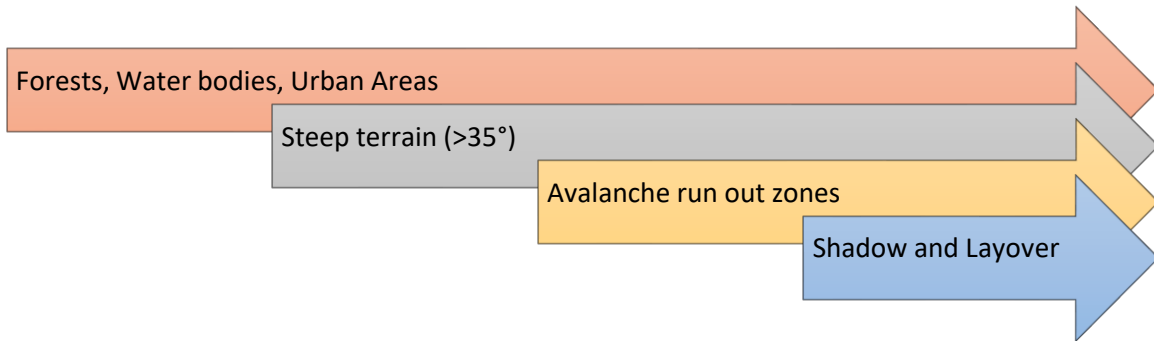 Forests, Water bodies, Urban Areas
Steep terrain (>35°)
Avalanche run out zones
Shadow and Layover